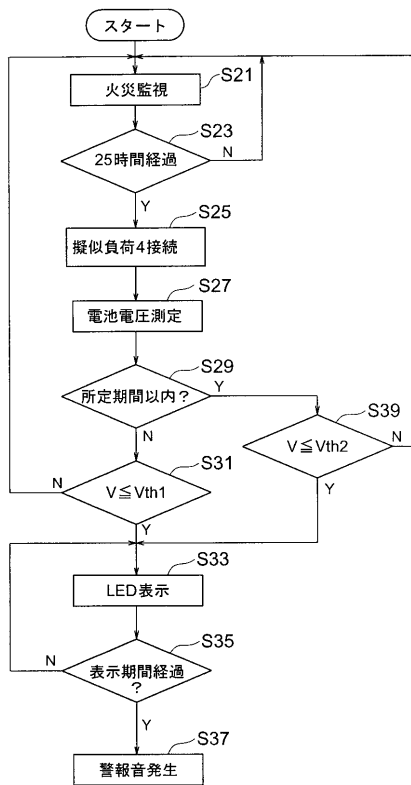 スタート
S21
火災監視
S23
25時間経過
N
Y
S25
擬似負荷4接続
S27
電池電圧測定
S29
所定期間以内?
Y
N
S39
V≦Vth2
Y
S31
N
V≦Vth1
Y
S33
LED表示
S35
N
表示期間経過
?
Y
S37
警報音発生